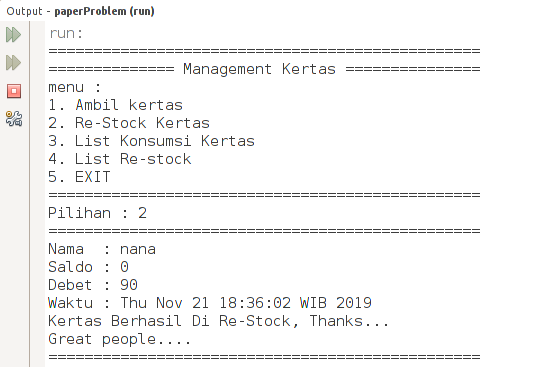 Output - paperProblem (run)
run:
================================================
============== Management Kertas ===============
menu :
1. Ambil kertas
2. Re-Stock Kertas
3. List Konsumsi Kertas
4. List Re-stock
5. EXIT
================================================
Pilihan : 2
================================================
Nama  : nana
Saldo : 0
Debet : 90
Waktu : Thu Nov 21 18:36:02 WIB 2019
Kertas Berhasil Di Re-Stock, Thanks...
Great people....
================================================